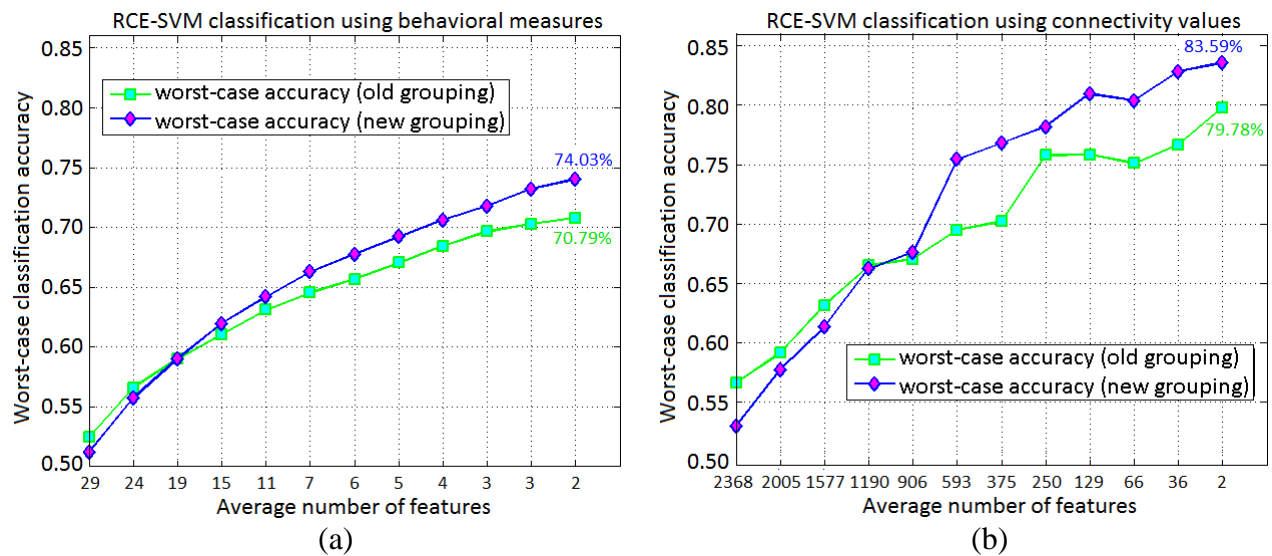 RCE-SVM classification using behavioral measures
0.85
0.80
0.75
0.70
0.65
0.60
0.55
0.50
Worst-case classification accuracy
worst-case accuracy (old grouping)
worst-case accuracy (new grouping)
74.03%
70.79%
29 24 19 15 11 7 6 5 4 3 3 2
Average number of features
(a)
RCE-SVM classification using connectivity values
0.85
0.80
0.75
0.70
0.65
0.60
0.55
0.50
Worst-case classification accuracy
83.59%
79.78%
worst-case accuracy (old grouping)
worst-case accuracy (new grouping)
2368 2005 1577 1190 906 593 375 250 129 66 36 2
Average number of features
(b)